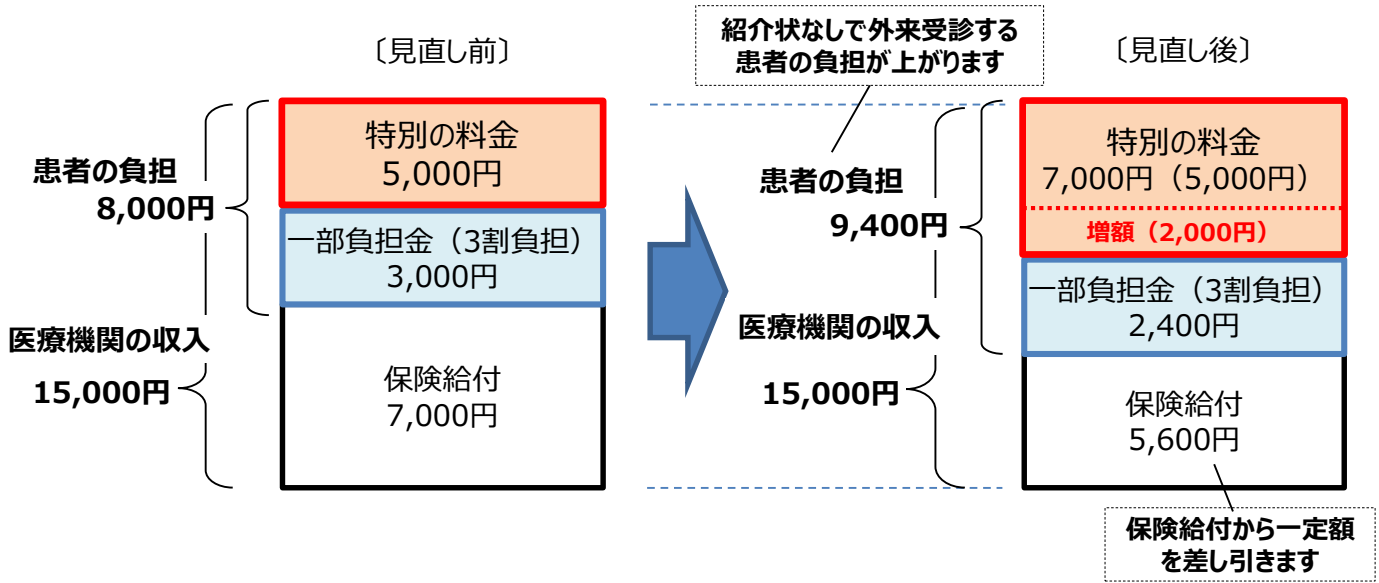 〔見直し前〕
特別の料金
5,000円
患者の負担
8,000円
一部負担金（3割負担）
3,000円
医療機関の収入
15,000円
保険給付
7,000円
紹介状なしで外来受診する
患者の負担が上がります
〔見直し後〕
特別の料金
7,000円（5,000円）
増額（2,000円）
患者の負担
9,400円
一部負担金（3割負担）
2,400円
医療機関の収入
15,000円
保険給付
5,600円
保険給付から一定額
を差し引きます